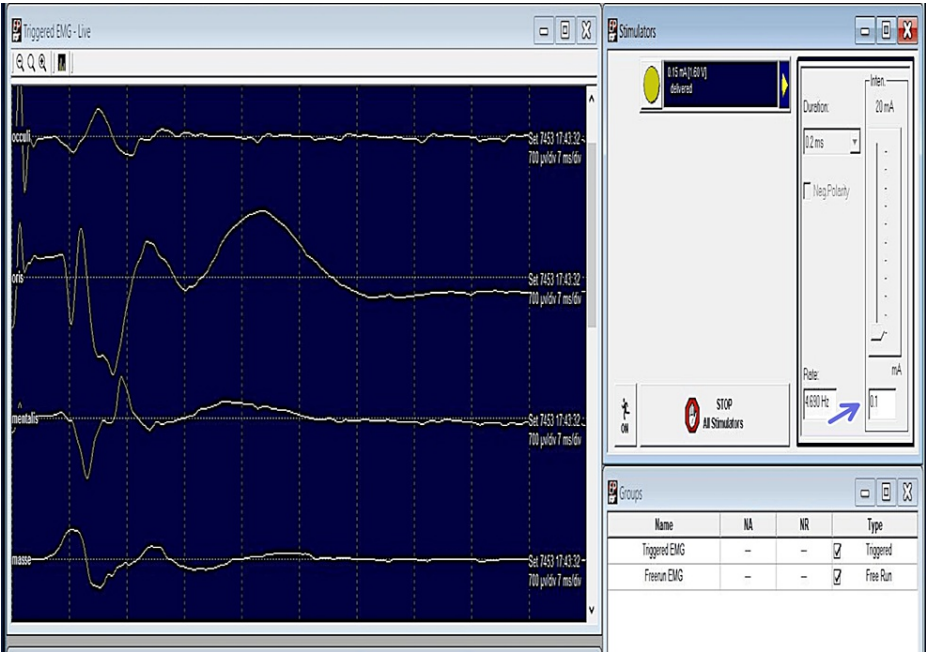 Triggered EMG - Live
occuli
Set 7453 17:43:32
700 µv/div 7 ms/div
oris
Set 7453 17:43:32
700 µv/div 7 ms/div
mentalis
Set 7453 17:43:32
700 µv/div 7 ms/div
masse
Set 7453 17:43:32
700 µv/div 7 ms/div
Stimulators
0.15 mA [1.60 V]
delivered
Duration:
0.2 ms
Neg.Polarity
Inten.
20 mA
mA
Rate:
4.690 Hz
0.1
ON
STOP
All Stimulators
Groups
Name NA NR Type
Triggered EMG -- -- Triggered
Freerun EMG -- -- Free Run